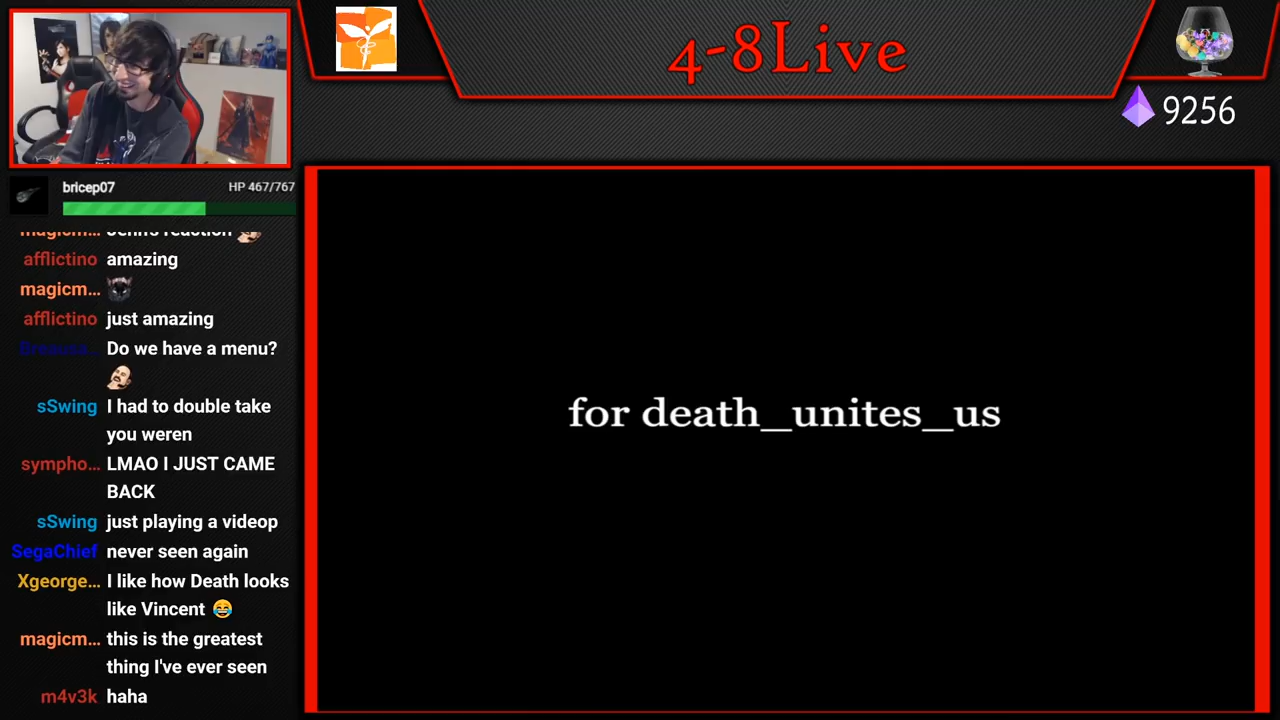 4-8Live
9256
bricep07 HP 467/767
afflictino amazing
magicm...
afflictino just amazing
Do we have a menu?
sSwing I had to double take
you weren
sympho... LMAO I JUST CAME
BACK
sSwing just playing a videop
SegaChief never seen again
Xgeorge... I like how Death looks
like Vincent 😂
magicm... this is the greatest
thing I've ever seen
m4v3k haha
for death_unites_us